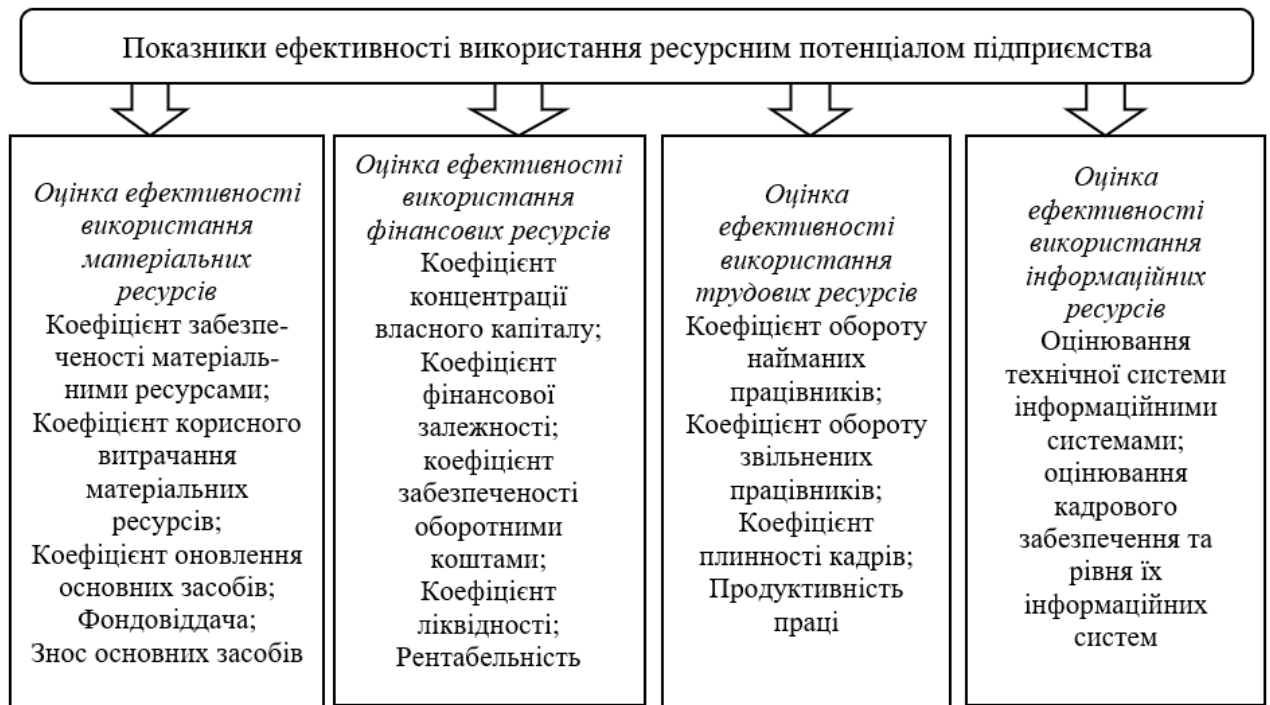 Показники ефективності використання ресурсним потенціалом підприємства
Оцінка ефективності
використання
матеріальних
ресурсів
Коефіцієнт забезпе-
ченості матеріаль-
ними ресурсами;
Коефіцієнт корисного
витрачання
матеріальних
ресурсів;
Коефіцієнт оновлення
основних засобів;
Фондовіддача;
Знос основних засобів
Оцінка ефективності
використання
фінансових ресурсів
Коефіцієнт
концентрації
власного капіталу;
Коефіцієнт
фінансової
залежності;
коефіцієнт
забезпеченості
оборотними
коштами;
Коефіцієнт
ліквідності;
Рентабельність
Оцінка
ефективності
використання
трудових ресурсів
Коефіцієнт обороту
найманих
працівників;
Коефіцієнт обороту
звільнених
працівників;
Коефіцієнт
плинності кадрів;
Продуктивність
праці
Оцінка
ефективності
використання
інформаційних
ресурсів
Оцінювання
технічної системи
інформаційними
системами;
оцінювання
кадрового
забезпечення та
рівня їх
інформаційних
систем